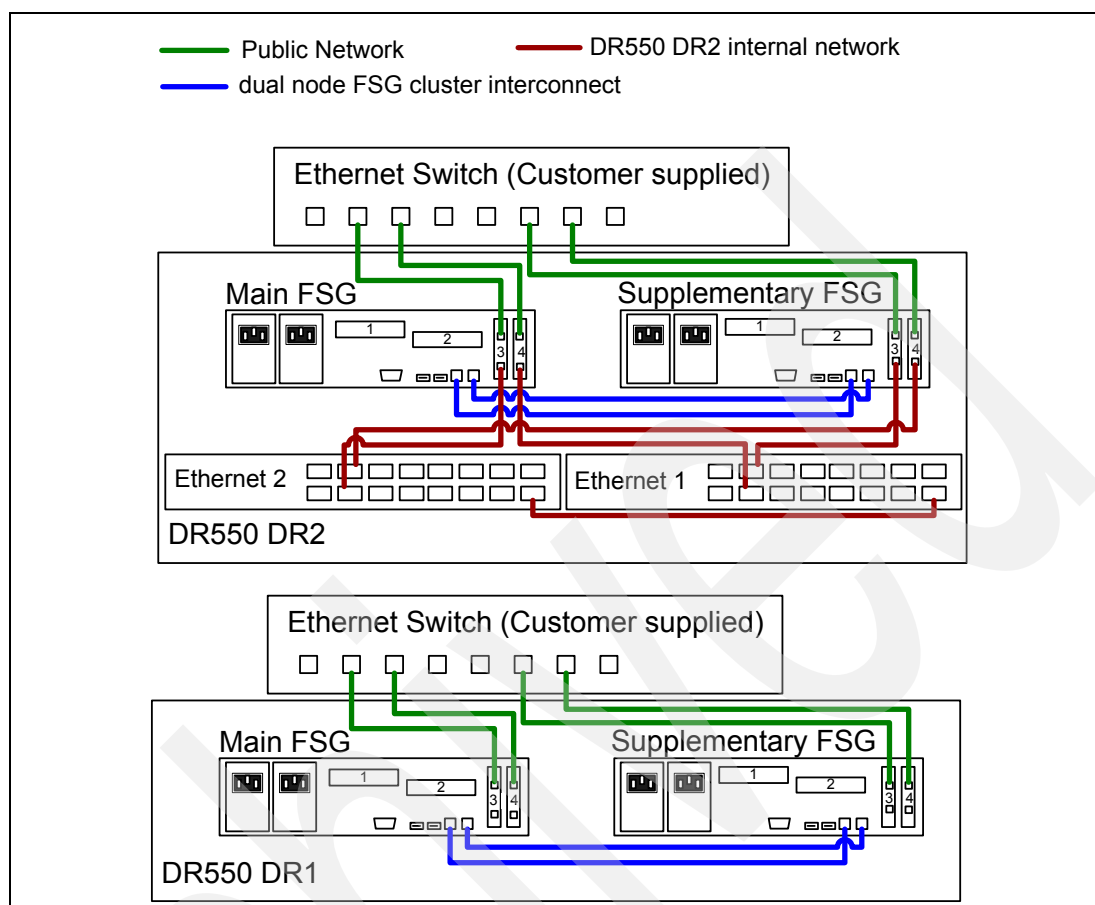 Public Network
DR550 DR2 internal network
dual node FSG cluster interconnect
Ethernet Switch (Customer supplied)
Main FSG
Supplementary FSG
1
2
3
4
1
2
3
4
Ethernet 2
Ethernet 1
DR550 DR2
Ethernet Switch (Customer supplied)
Main FSG
Supplementary FSG
1
2
3
4
1
2
3
4
DR550 DR1